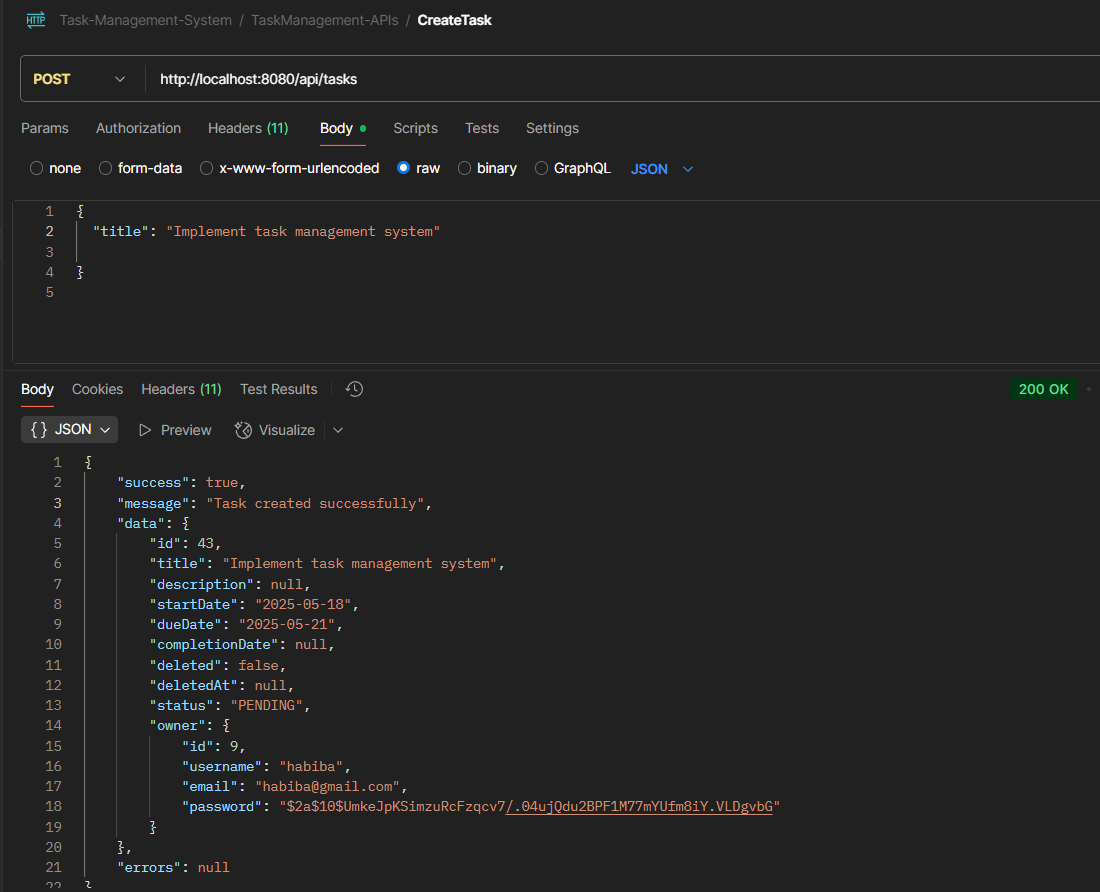 HTTP Task-Management-System / TaskManagement-APIs / CreateTask
POST http://localhost:8080/api/tasks
Params Authorization Headers (11) Body Scripts Tests Settings
none form-data x-www-form-urlencoded raw binary GraphQL JSON
1 {
2 "title": "Implement task management system"
3
4 }
5
Body Cookies Headers (11) Test Results 200 OK
{} JSON Preview Visualize
1 {
2 "success": true,
3 "message": "Task created successfully",
4 "data": {
5 "id": 43,
6 "title": "Implement task management system",
7 "description": null,
8 "startDate": "2025-05-18",
9 "dueDate": "2025-05-21",
10 "completionDate": null,
11 "deleted": false,
12 "deletedAt": null,
13 "status": "PENDING",
14 "owner": {
15 "id": 9,
16 "username": "habiba",
17 "email": "habiba@gmail.com",
18 "password": "$2a$10$UmkeJpKSimzuRcFzqcv7/.04ujQdu2BPF1M77mYUfm8iY.VLDgvbG"
19 }
20 },
21 "errors": null
22 }